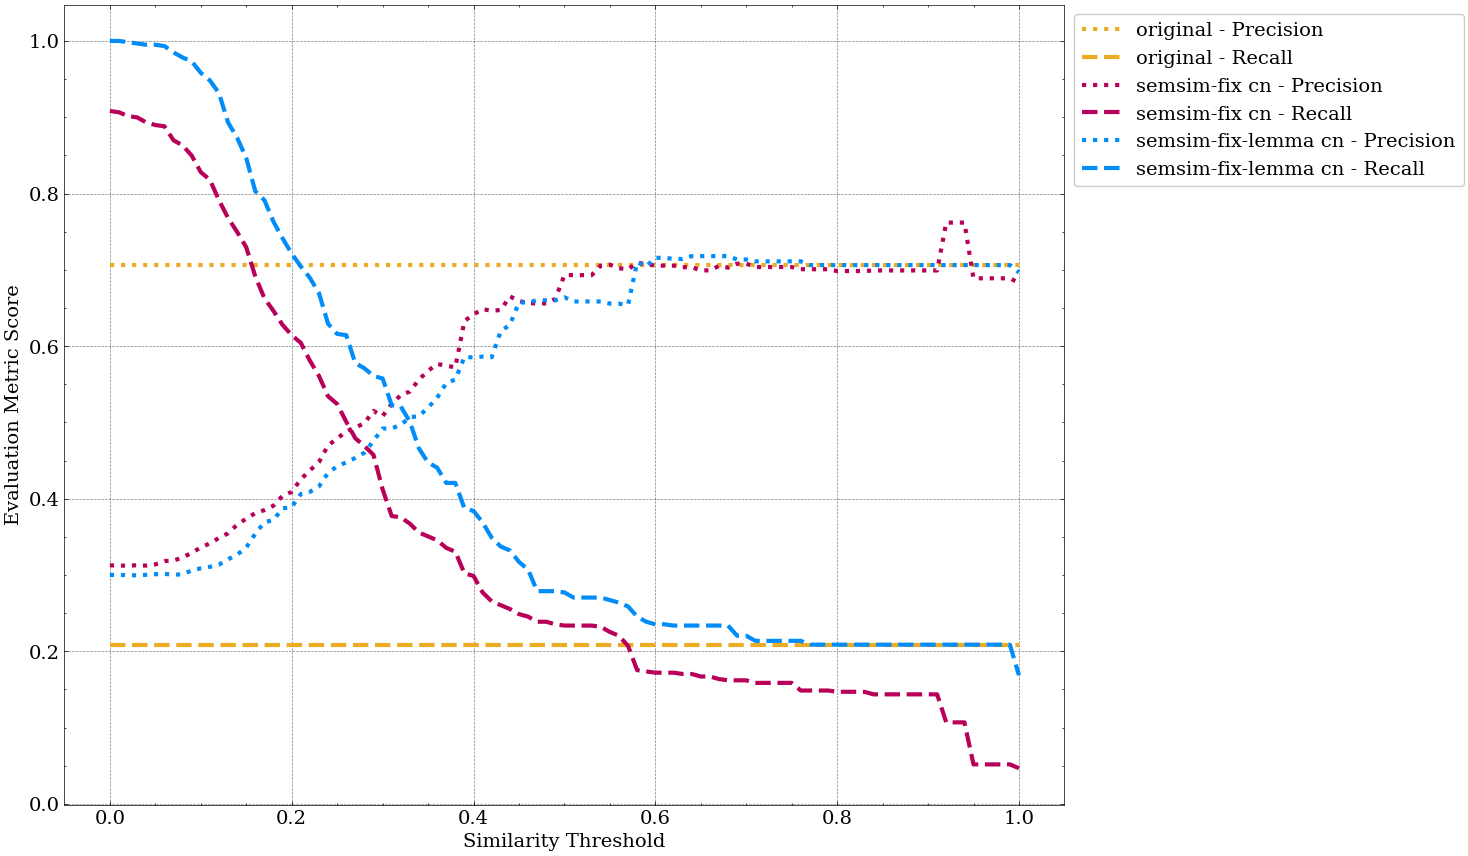 original - Precision
original - Recall
semsim-fix cn - Precision
semsim-fix cn - Recall
semsim-fix-lemma cn - Precision
semsim-fix-lemma cn - Recall
Evaluation Metric Score
1.0
0.8
0.6
0.4
0.2
0.0
0.0 0.2 0.4 0.6 0.8 1.0
Similarity Threshold